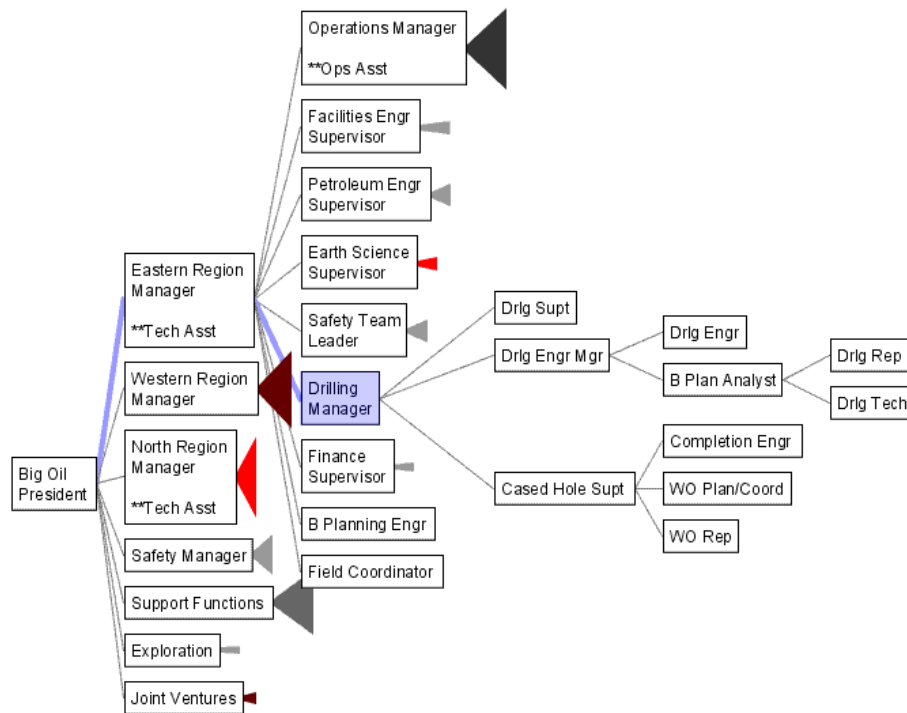 Big Oil
President
Eastern Region
Manager
**Tech Asst
Western Region
Manager
North Region
Manager
**Tech Asst
Safety Manager
Support Functions
Exploration
Joint Ventures
Operations Manager
**Ops Asst
Facilities Engr
Supervisor
Petroleum Engr
Supervisor
Earth Science
Supervisor
Safety Team
Leader
Drilling
Manager
Finance
Supervisor
B Planning Engr
Field Coordinator
Drlg Supt
Drlg Engr Mgr
Cased Hole Supt
Drlg Engr
B Plan Analyst
Completion Engr
WO Plan/Coord
WO Rep
Drlg Rep
Drlg Tech